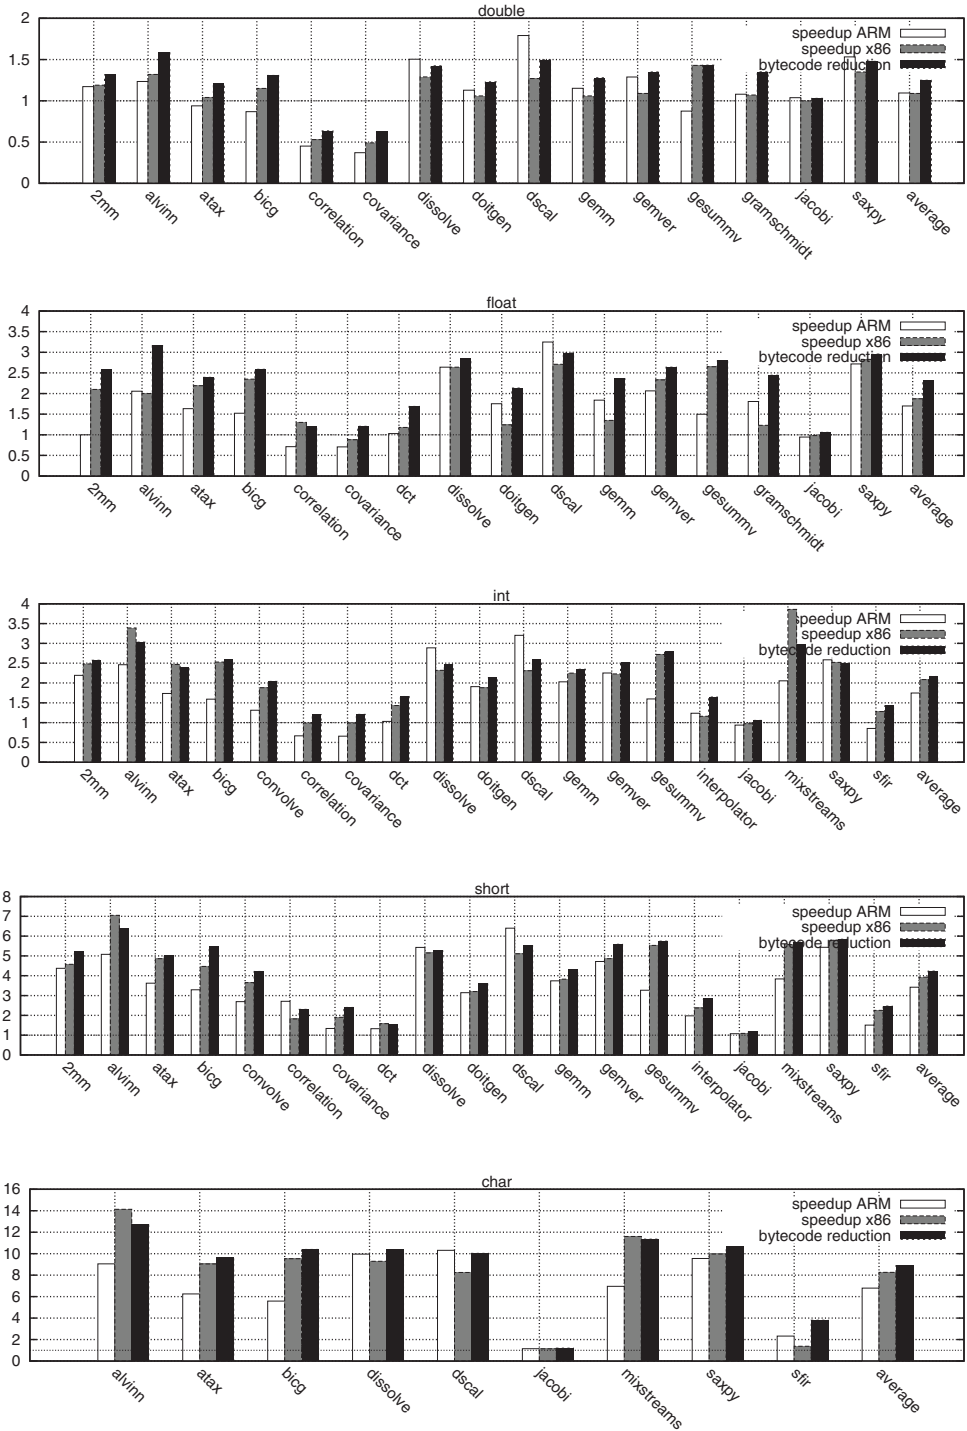 double
2
1.5
1
0.5
0
speedup ARM
speedup x86
bytecode reduction
2mm
alvinn
atax
bicg
correlation
covariance
dissolve
doitgen
dscal
gemm
gemver
gesummv
gramschmidt
jacobi
saxpy
average
float
4
3.5
3
2.5
2
1.5
1
0.5
0
speedup ARM
speedup x86
bytecode reduction
2mm
alvinn
atax
bicg
correlation
covariance
dct
dissolve
doitgen
dscal
gemm
gemver
gesummv
gramschmidt
jacobi
saxpy
average
int
4
3.5
3
2.5
2
1.5
1
0.5
0
speedup ARM
speedup x86
bytecode reduction
2mm
alvinn
atax
bicg
convolve
correlation
covariance
dct
dissolve
doitgen
dscal
gemm
gemver
gesummv
interpolator
jacobi
mixstreams
saxpy
sfir
average
short
8
7
6
5
4
3
2
1
0
speedup ARM
speedup x86
bytecode reduction
2mm
alvinn
atax
bicg
convolve
correlation
covariance
dct
dissolve
doitgen
dscal
gemm
gemver
gesummv
interpolator
jacobi
mixstreams
saxpy
sfir
average
char
16
14
12
10
8
6
4
2
0
speedup ARM
speedup x86
bytecode reduction
alvinn
atax
bicg
dissolve
dscal
jacobi
mixstreams
saxpy
sfir
average